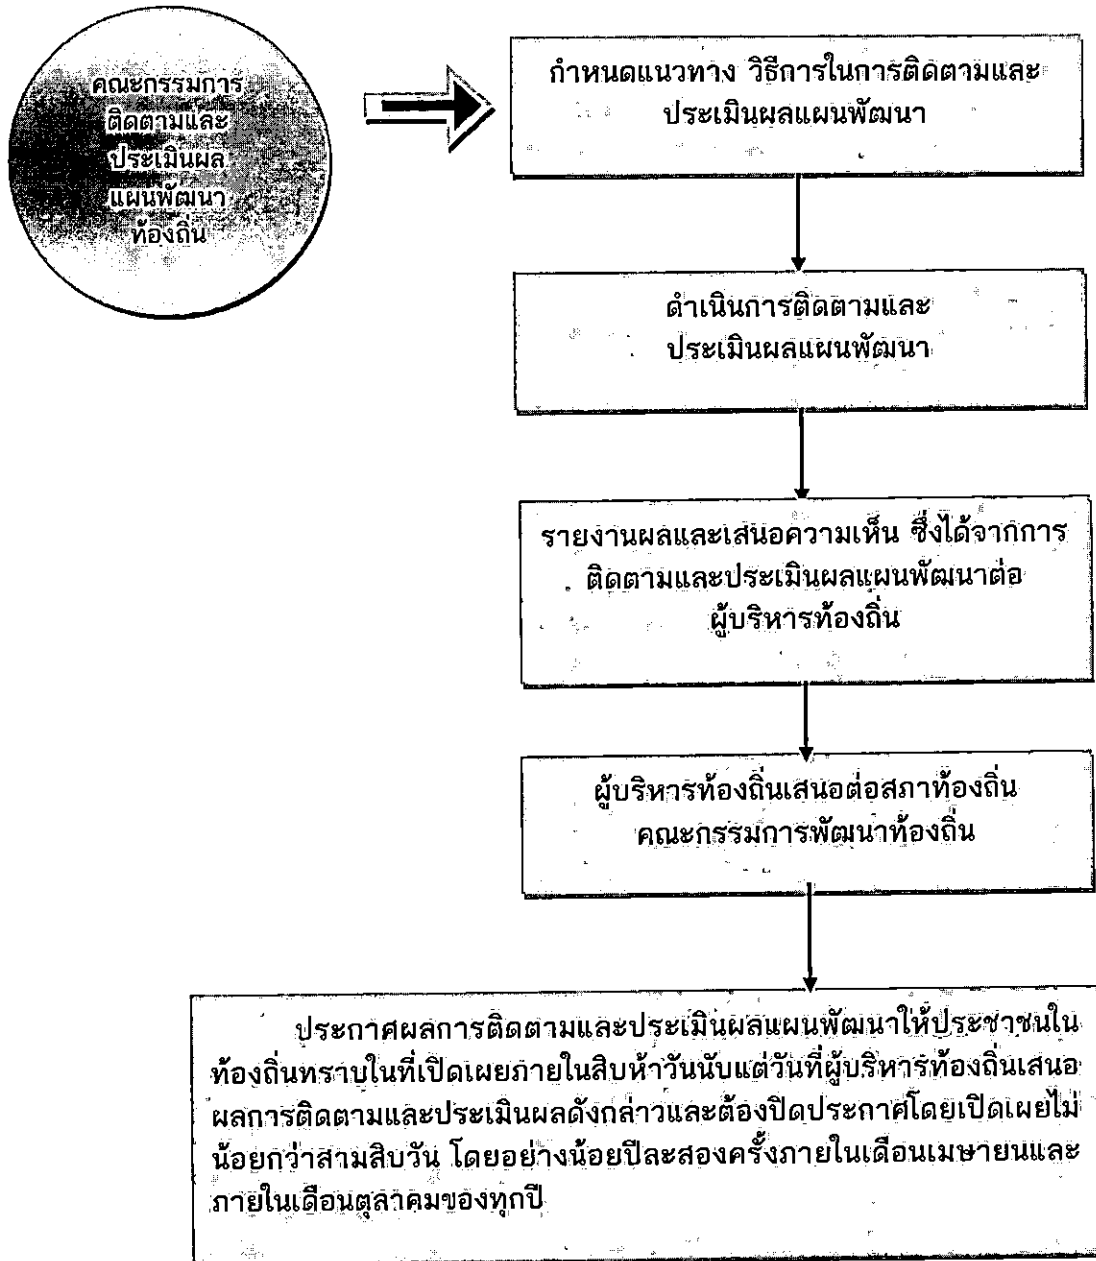 คณะกรรมการ
ติดตามและ
ประเมินผล
แผนพัฒนา
ท้องถิ่น
กำหนดแนวทาง วิธีการในการติดตามและ
ประเมินผลแผนพัฒนา
ดำเนินการติดตามและ
ประเมินผลแผนพัฒนา
รายงานผลและเสนอความเห็น ซึ่งได้จากการ
ติดตามและประเมินผลแผนพัฒนาต่อ
ผู้บริหารท้องถิ่น
ผู้บริหารท้องถิ่นเสนอต่อสภาท้องถิ่น
คณะกรรมการพัฒนาท้องถิ่น
ประกาศผลการติดตามและประเมินผลแผนพัฒนาให้ประชาชนใน
ท้องถิ่นทราบในที่เปิดเผยภายในสิบห้าวันนับแต่วันที่ผู้บริหารท้องถิ่นเสนอ
ผลการติดตามและประเมินผลดังกล่าวและต้องปิดประกาศโดยเปิดเผยไม่
น้อยกว่าสามสิบวัน โดยอย่างน้อยปีละสองครั้งภายในเดือนเมษายนและ
ภายในเดือนตุลาคมของทุกปี